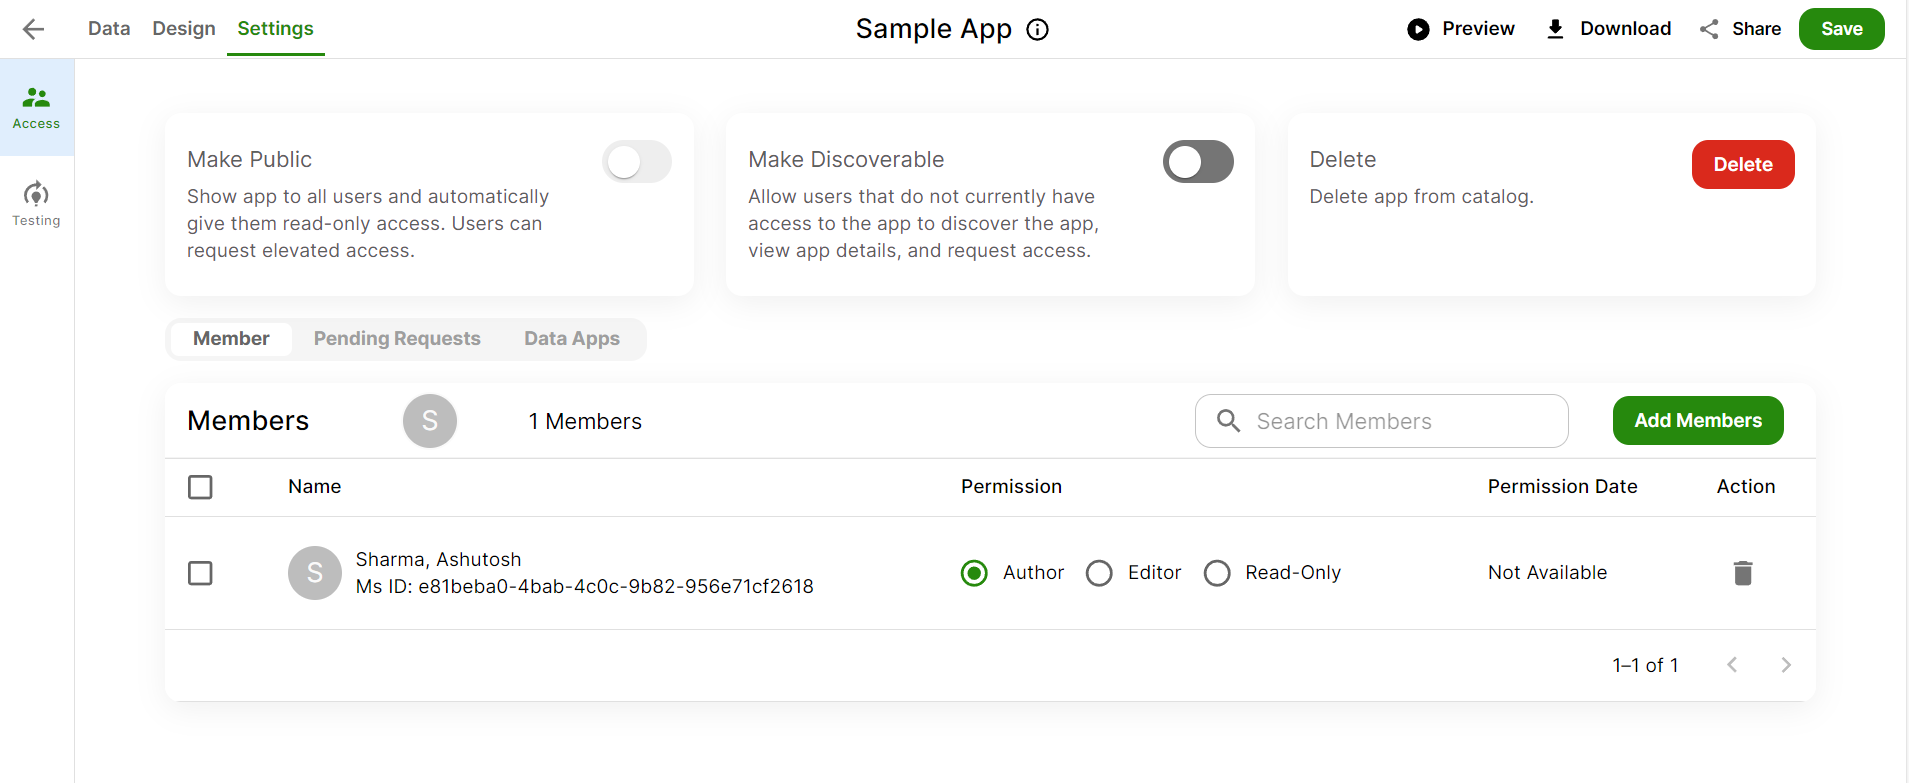 Data Design Settings Sample App Preview Download Share Save
Access
Testing
Make Public
Show app to all users and automatically
give them read-only access. Users can
request elevated access.
Make Discoverable
Allow users that do not currently have
access to the app to discover the app,
view app details, and request access.
Delete
Delete app from catalog.
Delete
Member Pending Requests Data Apps
Members S 1 Members Search Members Add Members
Name Permission Permission Date Action
S
Sharma, Ashutosh
Ms ID: e81beba0-4bab-4c0c-9b82-956e71cf2618
Author Editor Read-Only Not Available
1–1 of 1